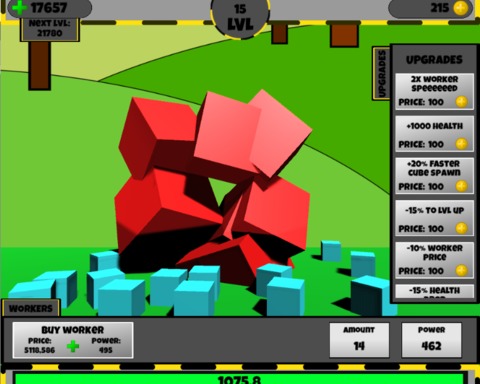 17657
NEXT LVL:
21780
15
LVL
215
UPGRADES
UPGRADES
2X WORKER
SPEEEEEED
PRICE: 100
+1000 HEALTH
PRICE: 100
+20% FASTER
CUBE SPAWN
PRICE: 100
-15% TO LVL UP
PRICE: 100
-10% WORKER
PRICE
PRICE: 100
-15% HEALTH
WORKERS
BUY WORKER
PRICE:
$118.586
POWER:
495
AMOUNT
14
POWER
462
1075.8